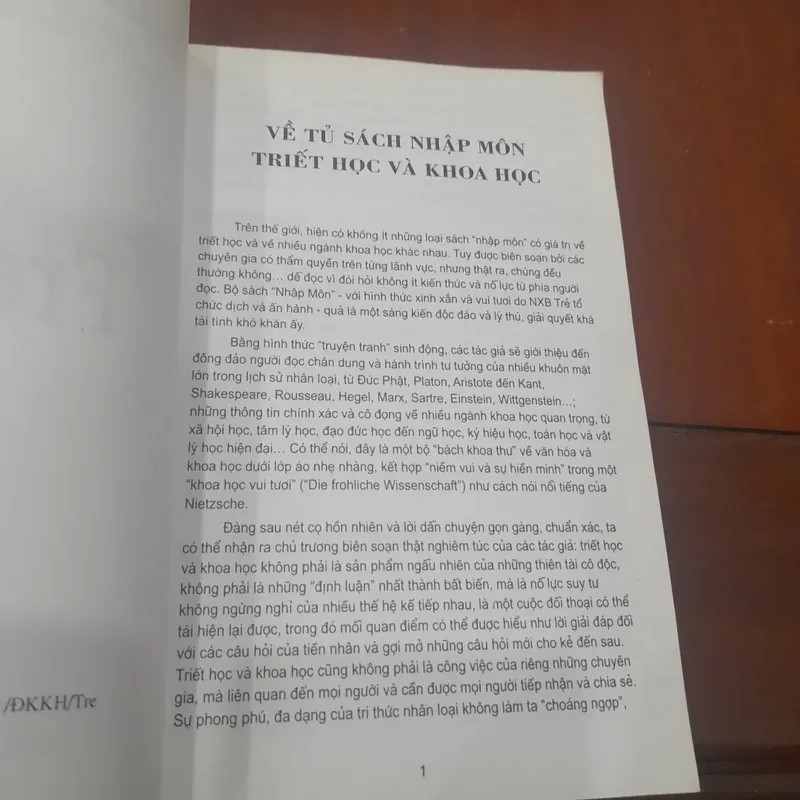 VỀ TỦ SÁCH NHẬP MÔN
TRIẾT HỌC VÀ KHOA HỌC
Trên thế giới, hiện có không ít những loại sách "nhập môn" có giá trị về
triết học và về nhiều ngành khoa học khác nhau. Tuy được biên soạn bởi các
chuyên gia có thẩm quyền trên từng lãnh vực, nhưng thật ra, chúng đều
thường không... dễ đọc vì đòi hỏi không ít kiến thức và nỗ lực từ phía người
đọc. Bộ sách "Nhập Môn" - với hình thức xinh xắn và vui tươi do NXB Trẻ tổ
chức dịch và ấn hành - quả là một sáng kiến độc đáo và lý thú, giải quyết khá
tài tình khó khăn ấy.
Bằng hình thức "truyện tranh" sinh động, các tác giả sẽ giới thiệu đến
đông đảo người đọc chân dung và hành trình tư tưởng của nhiều khuôn mặt
lớn trong lịch sử nhân loại, từ Đức Phật, Platon, Aristote đến Kant,
Shakespeare, Rousseau, Hegel, Marx, Sartre, Einstein, Wittgenstein...;
những thông tin chính xác và cô đọng về nhiều ngành khoa học quan trọng, từ
xã hội học, tâm lý học, đạo đức học đến ngữ học, ký hiệu học, toán học và vật
lý học hiện đại... Có thể nói, đây là một bộ "bách khoa thư" về văn hóa và
khoa học dưới lớp áo nhẹ nhàng, kết hợp "niềm vui và sự hiền minh" trong một
"khoa học vui tươi" ("Die frohliche Wissenschaft") như cách nói nổi tiếng của
Nietzsche.
Đàng sau nét cọ hồn nhiên và lời dẫn chuyện gọn gàng, chuẩn xác, ta
có thể nhận ra chủ trương biên soạn thật nghiêm túc của các tác giả: triết học
và khoa học không phải là sản phẩm ngẫu nhiên của những thiên tài cô độc,
không phải là những "định luận" nhất thành bất biến, mà là nỗ lực suy tư
không ngừng nghỉ của nhiều thế hệ kế tiếp nhau, là một cuộc đối thoại có thể
tái hiện lại được, trong đó mỗi quan điểm có thể được hiểu như lời giải đáp đối
với các câu hỏi của tiền nhân và gợi mở những câu hỏi mới cho kẻ đến sau.
Triết học và khoa học cũng không phải là công việc của riêng những chuyên
gia, mà liên quan đến mọi người và cần được mọi người tiếp nhận và chia sẻ.
Sự phong phú, đa dạng của tri thức nhân loại không làm ta "choáng ngợp",
1
/ĐKKH/Tre